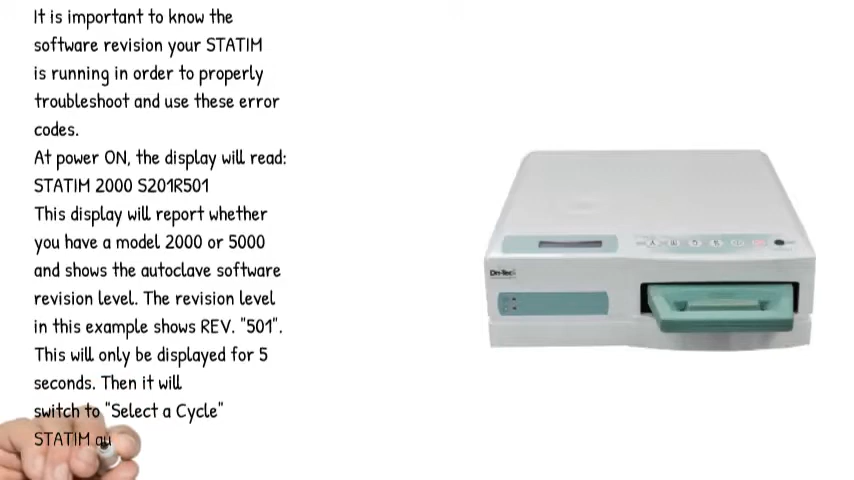 It is important to know the
software revision your STATIM
is running in order to properly
troubleshoot and use these error
codes.
At power ON, the display will read:
STATIM 2000 S201R501
This display will report whether
you have a model 2000 or 5000
and shows the autoclave software
revision level. The revision level
in this example shows REV. "501".
This will only be displayed for 5
seconds. Then it will
switch to "Select a Cycle"
STATIM au